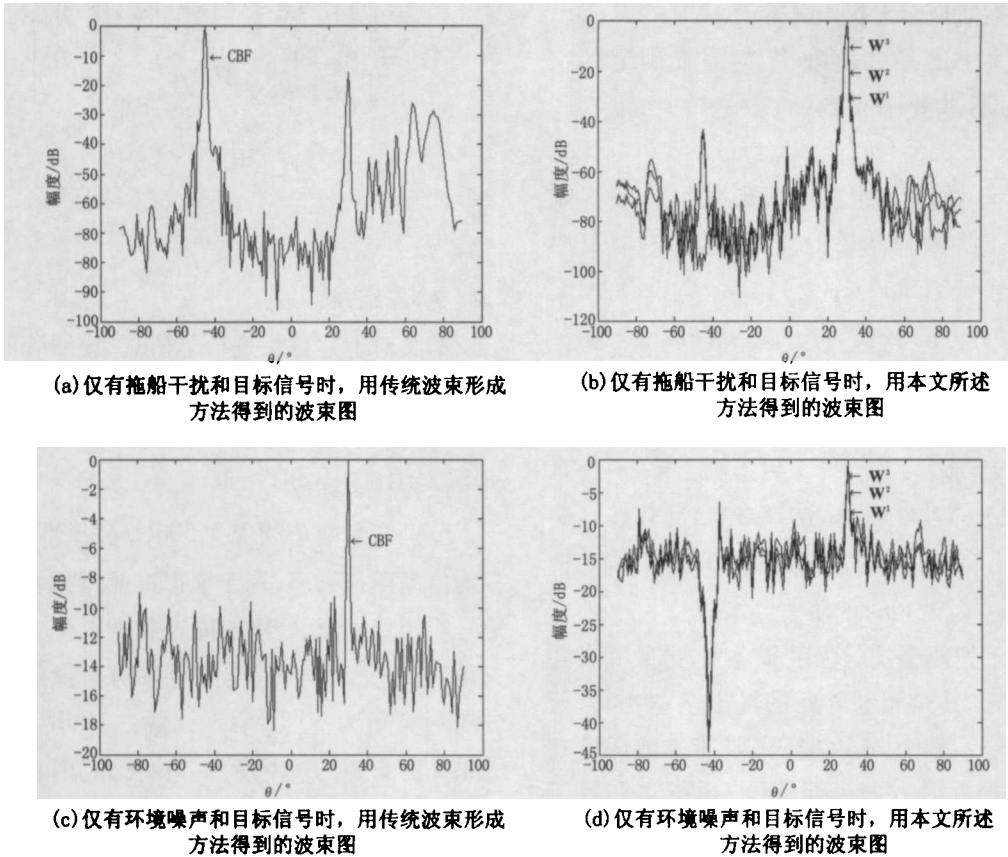 0
-10
-20
-30
-40
-50
-60
-70
-80
-90
-100
-100 -80 -60 -40 -20 0 20 40 60 80 100
幅度/dB
θ/°
CBF
(a)仅有拖船干扰和目标信号时，用传统波束形成
方法得到的波束图
0
-20
-40
-60
-80
-100
-120
-100 -80 -60 -40 -20 0 20 40 60 80 100
幅度/dB
θ/°
W³
W²
W¹
(b)仅有拖船干扰和目标信号时，用本文所述
方法得到的波束图
0
-2
-4
-6
-8
-10
-12
-14
-16
-18
-20
-100 -80 -60 -40 -20 0 20 40 60 80 100
幅度/dB
θ/°
CBF
(c)仅有环境噪声和目标信号时，用传统波束形成
方法得到的波束图
0
-5
-10
-15
-20
-25
-30
-35
-40
-45
-100 -80 -60 -40 -20 0 20 40 60 80 100
幅度/dB
θ/°
W³
W²
W¹
(d)仅有环境噪声和目标信号时，用本文所述
方法得到的波束图